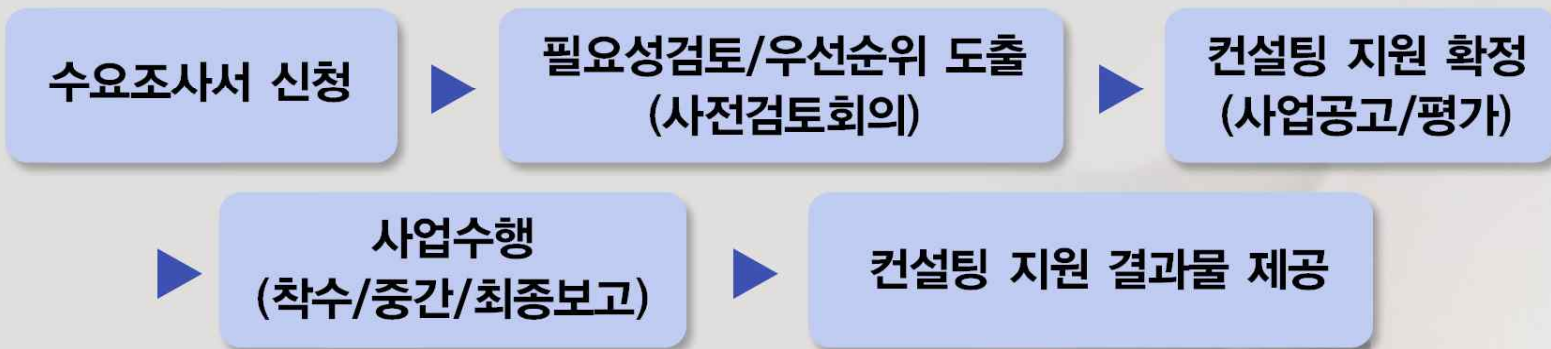 수요조사서 신청
필요성검토/우선순위 도출
(사전검토회의)
컨설팅 지원 확정
(사업공고/평가)
사업수행
(착수/중간/최종보고)
컨설팅 지원 결과물 제공